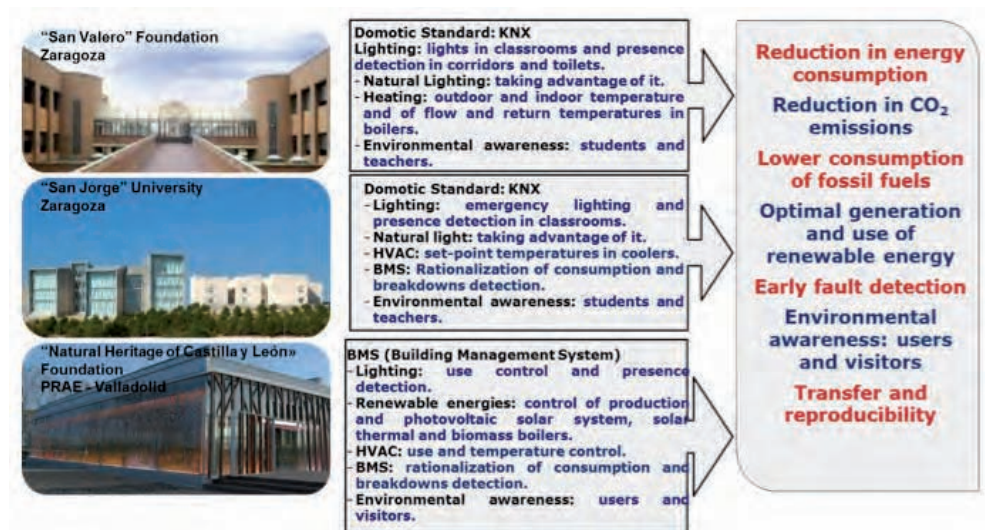 “San Valero” Foundation
Zaragoza
Domotic Standard: KNX
Lighting: lights in classrooms and presence
detection in corridors and toilets.
- Natural Lighting: taking advantage of it.
- Heating: outdoor and indoor temperature
and of flow and return temperatures in
boilers.
- Environmental awareness: students and
teachers.
“San Jorge” University
Zaragoza
Domotic Standard: KNX
- Lighting: emergency lighting and
presence detection in classrooms.
- Natural light: taking advantage of it.
- HVAC: set-point temperatures in coolers.
- BMS: Rationalization of consumption and
breakdowns detection.
- Environmental awareness: students and
teachers.
“Natural Heritage of Castilla y León»
Foundation
PRAE - Valladolid
BMS (Building Management System)
- Lighting: use control and presence
detection.
- Renewable energies: control of production
and photovoltaic solar system, solar
thermal and biomass boilers.
- HVAC: use and temperature control.
- BMS: rationalization of consumption and
breakdowns detection.
- Environmental awareness: users and
visitors.
Reduction in energy
consumption
Reduction in CO₂
emissions
Lower consumption
of fossil fuels
Optimal generation
and use of
renewable energy
Early fault detection
Environmental
awareness: users
and visitors
Transfer and
reproducibility